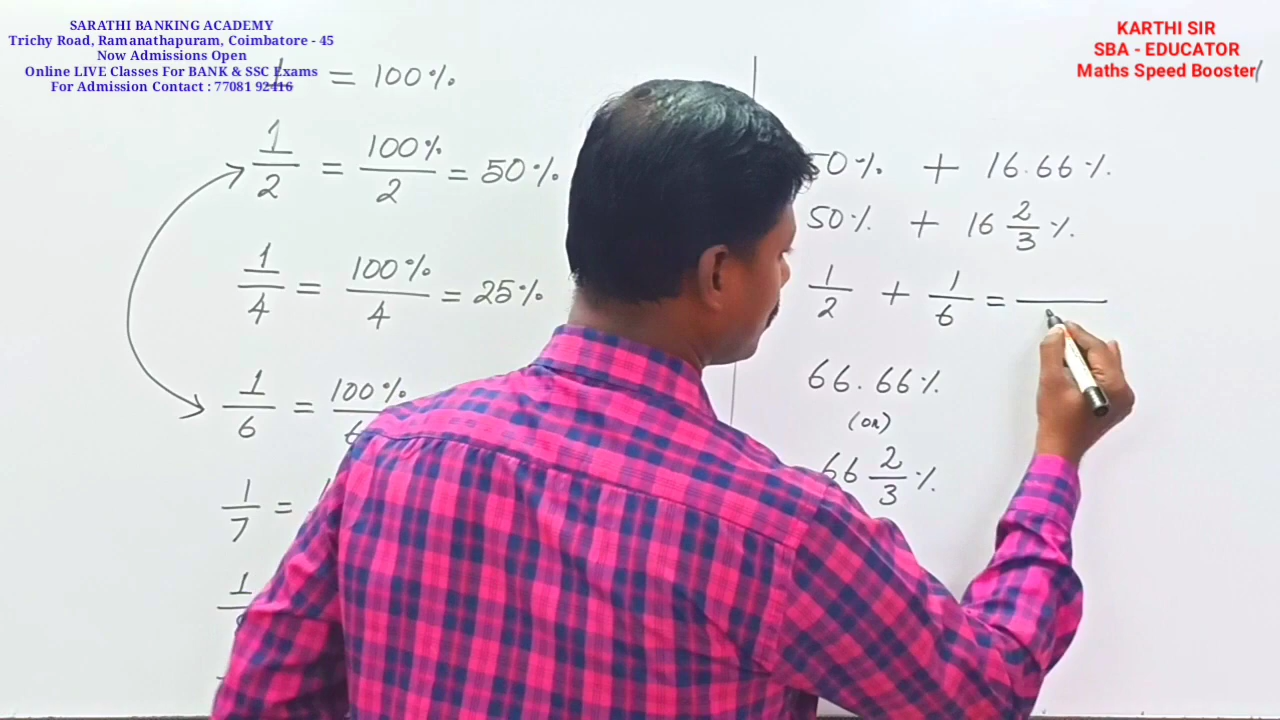 SARATHI BANKING ACADEMY
Trichy Road, Ramanathapuram, Coimbatore - 45
Now Admissions Open
Online LIVE Classes For BANK & SSC Exams
For Admission Contact : 77081 92416
KARTHI SIR
SBA - EDUCATOR
Maths Speed Booster
1 = 100%
1/2 = 100%/2 = 50%
1/4 = 100%/4 = 25%
1/6 = 100%/6
1/7 =
50% + 16.66%
50% + 16 2/3 %
1/2 + 1/6 =
66.66%
(OR)
66 2/3 %